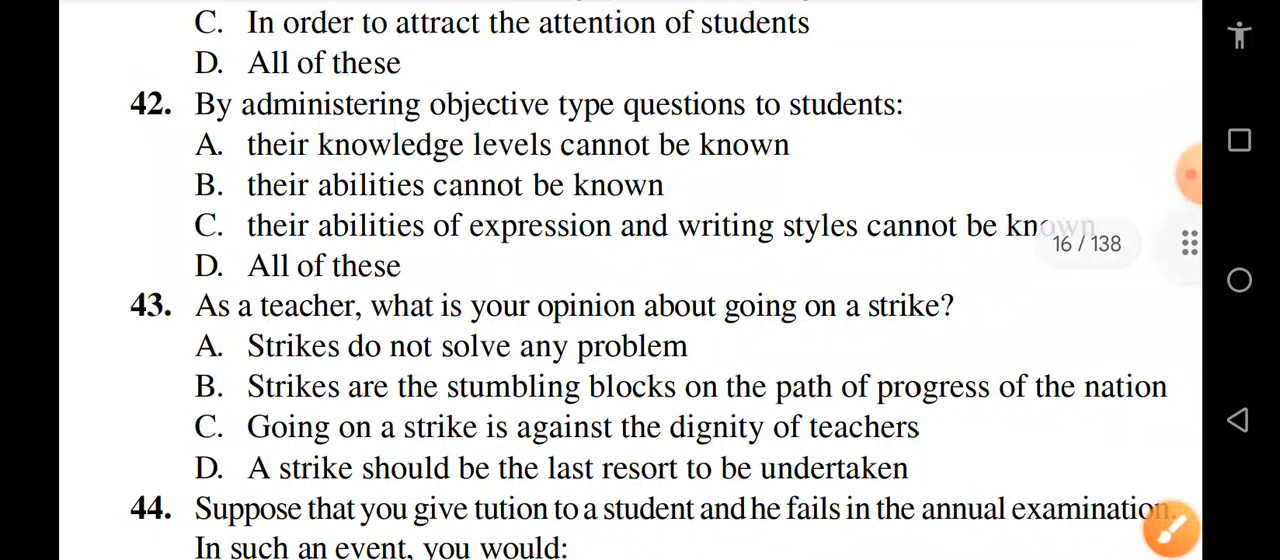 C. In order to attract the attention of students
D. All of these
42. By administering objective type questions to students:
A. their knowledge levels cannot be known
B. their abilities cannot be known
C. their abilities of expression and writing styles cannot be known
16 / 138
D. All of these
43. As a teacher, what is your opinion about going on a strike?
A. Strikes do not solve any problem
B. Strikes are the stumbling blocks on the path of progress of the nation
C. Going on a strike is against the dignity of teachers
D. A strike should be the last resort to be undertaken
44. Suppose that you give tution to a student and he fails in the annual examination.
In such an event, you would: